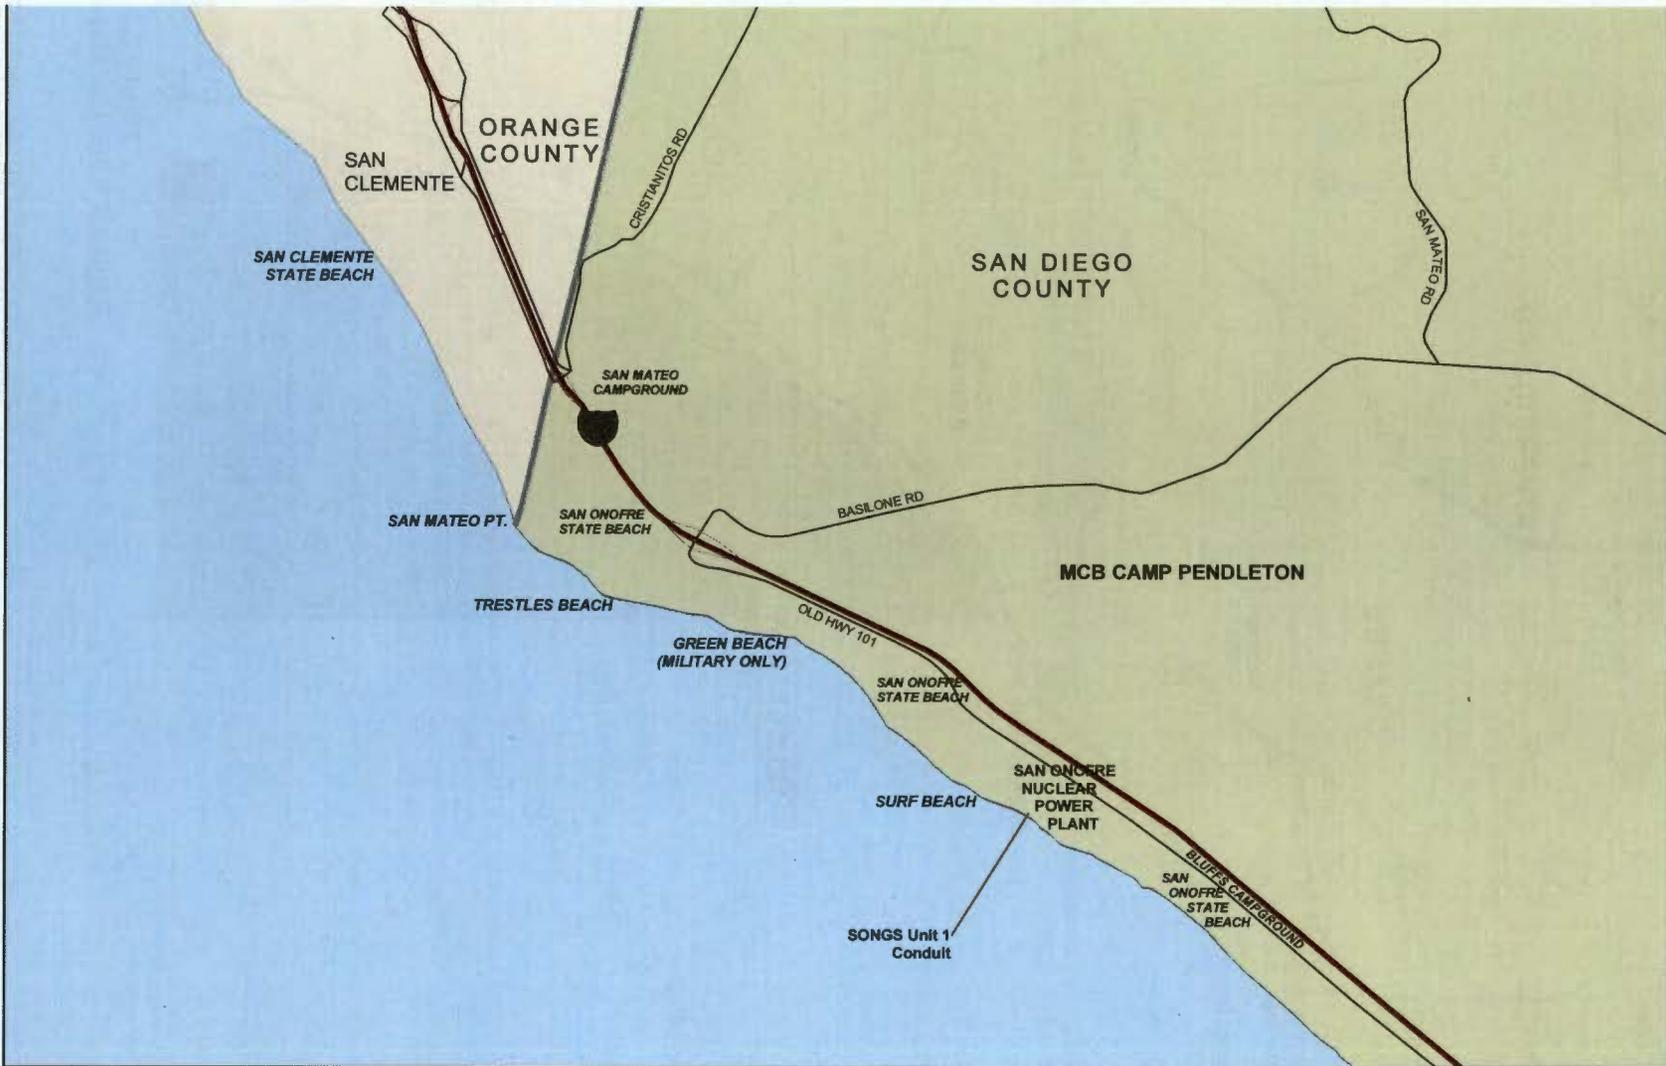 ORANGE
COUNTY
SAN
CLEMENTE
CRISTIANITOS RD
SAN CLEMENTE
STATE BEACH
SAN DIEGO
COUNTY
SAN MATEO RD
SAN MATEO
CAMPGROUND
SAN MATEO PT.
SAN ONOFRE
STATE BEACH
BASILONE RD
MCB CAMP PENDLETON
TRESTLES BEACH
OLD HWY 101
GREEN BEACH
(MILITARY ONLY)
SAN ONOFRE
STATE BEACH
SURF BEACH
SAN ONOFRE
NUCLEAR
POWER
PLANT
BLUFFS CAMPGROUND
SAN
ONOFRE
STATE
BEACH
SONGS Unit 1
Conduit